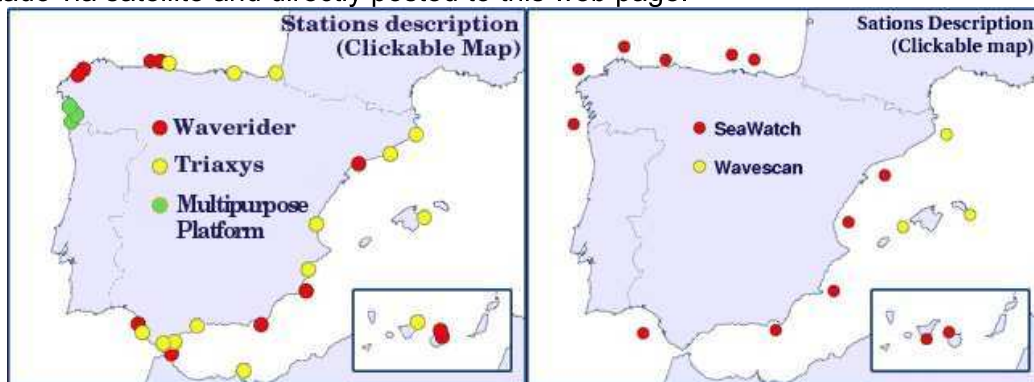 via satellite and directly posted to this web page.
Stations description
(Clickable Map)
Waverider
Triaxys
Multipurpose
Platform
Sations Description
(Clickable map)
SeaWatch
Wavescan